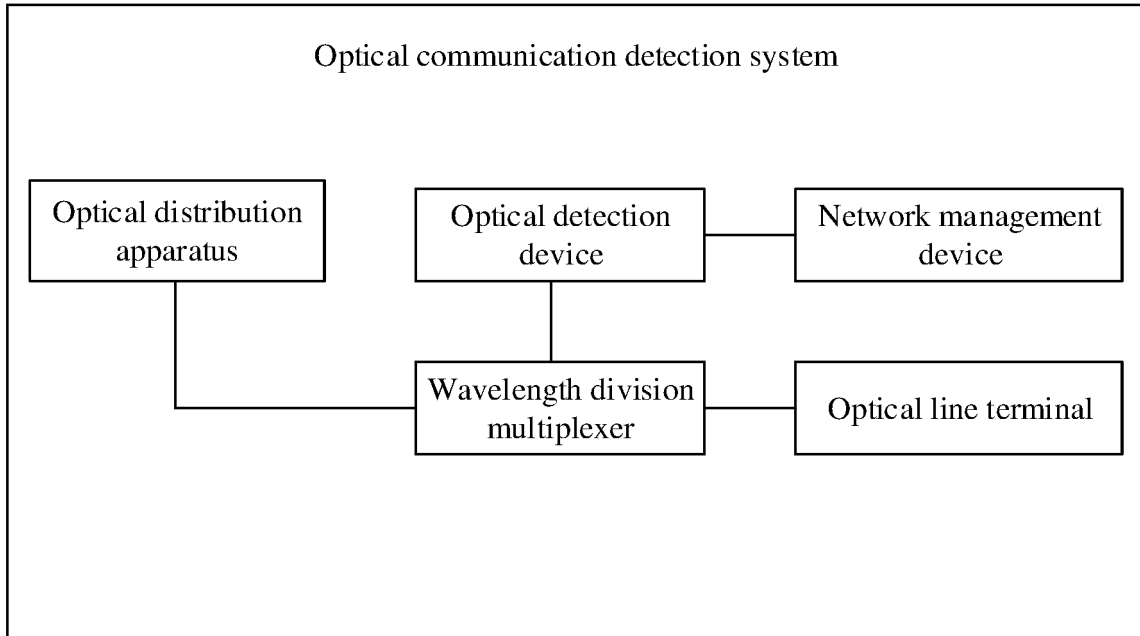 Optical communication detection system
Optical distribution
apparatus
Optical detection
device
Network management
device
Wavelength division
multiplexer
Optical line terminal